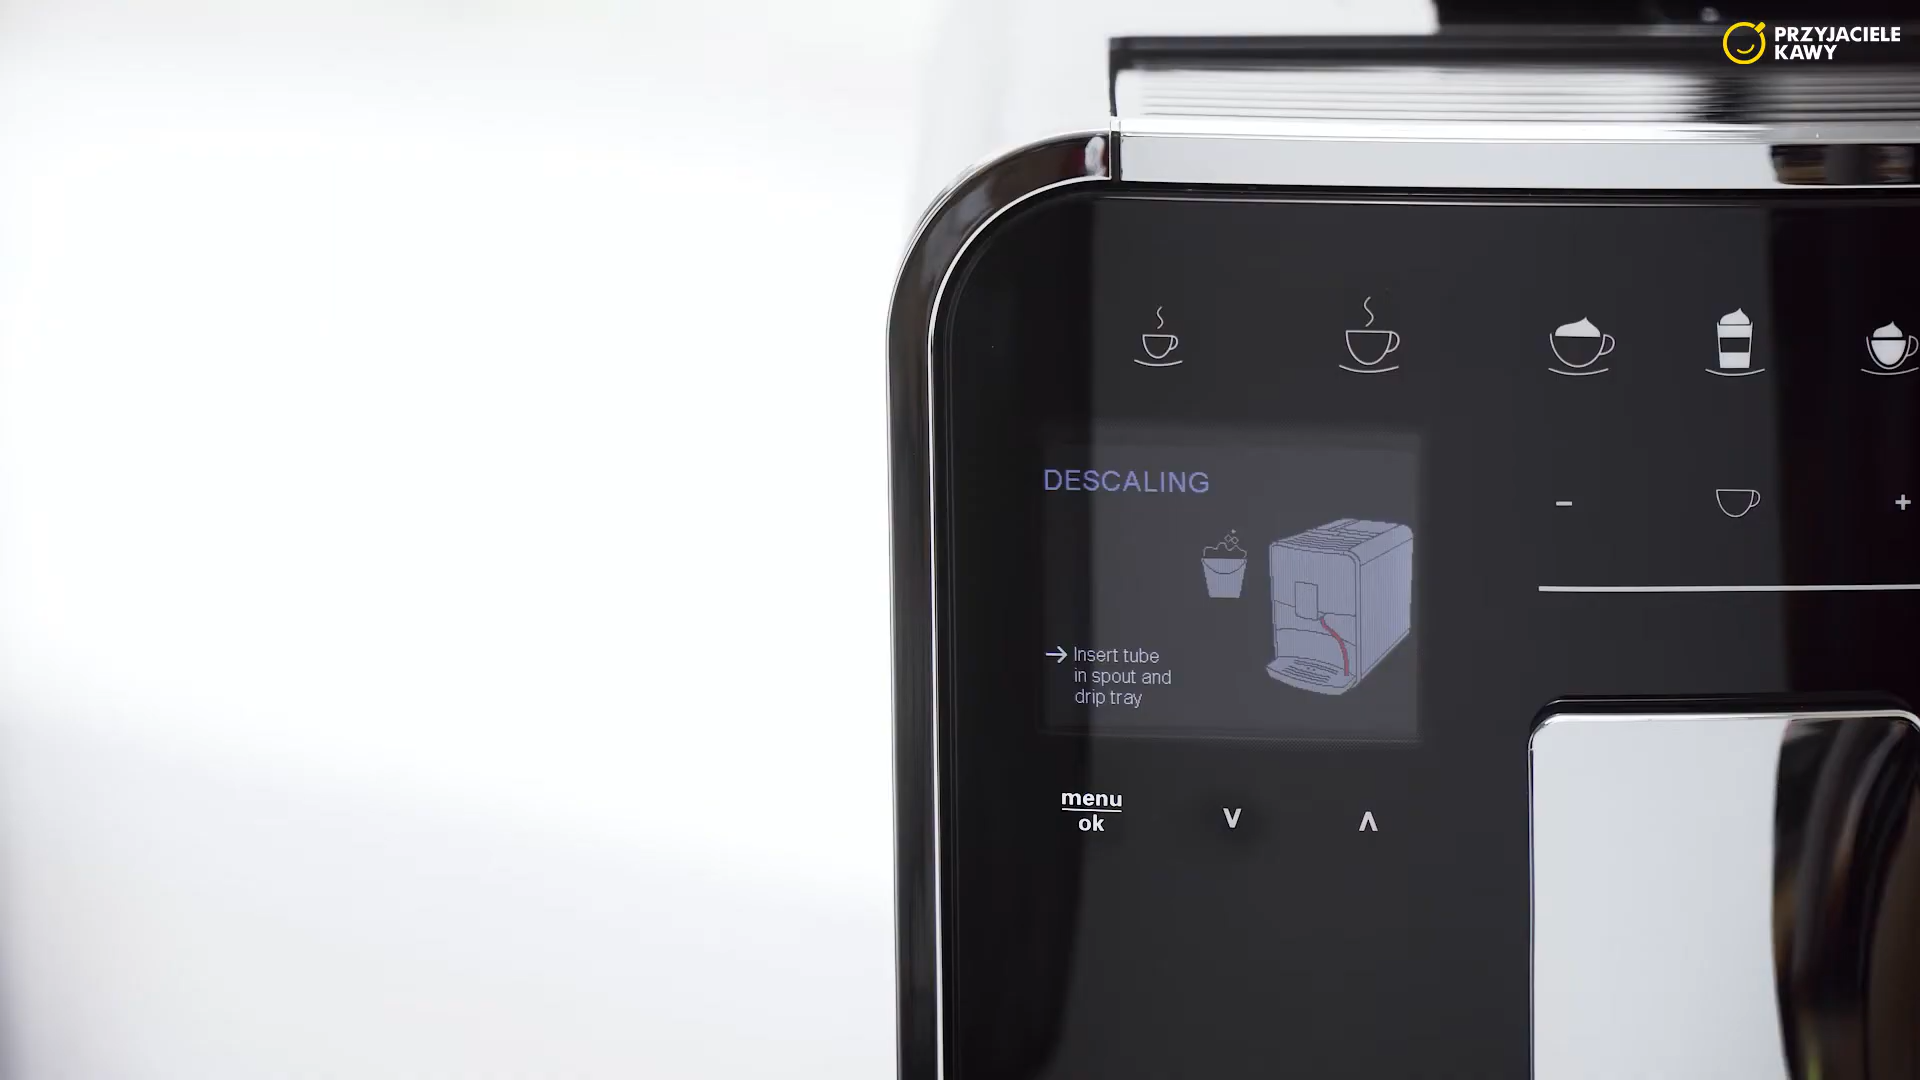 PRZYJACIELE
KAWY
DESCALING
Insert tube
in spout and
drip tray
menu
ok